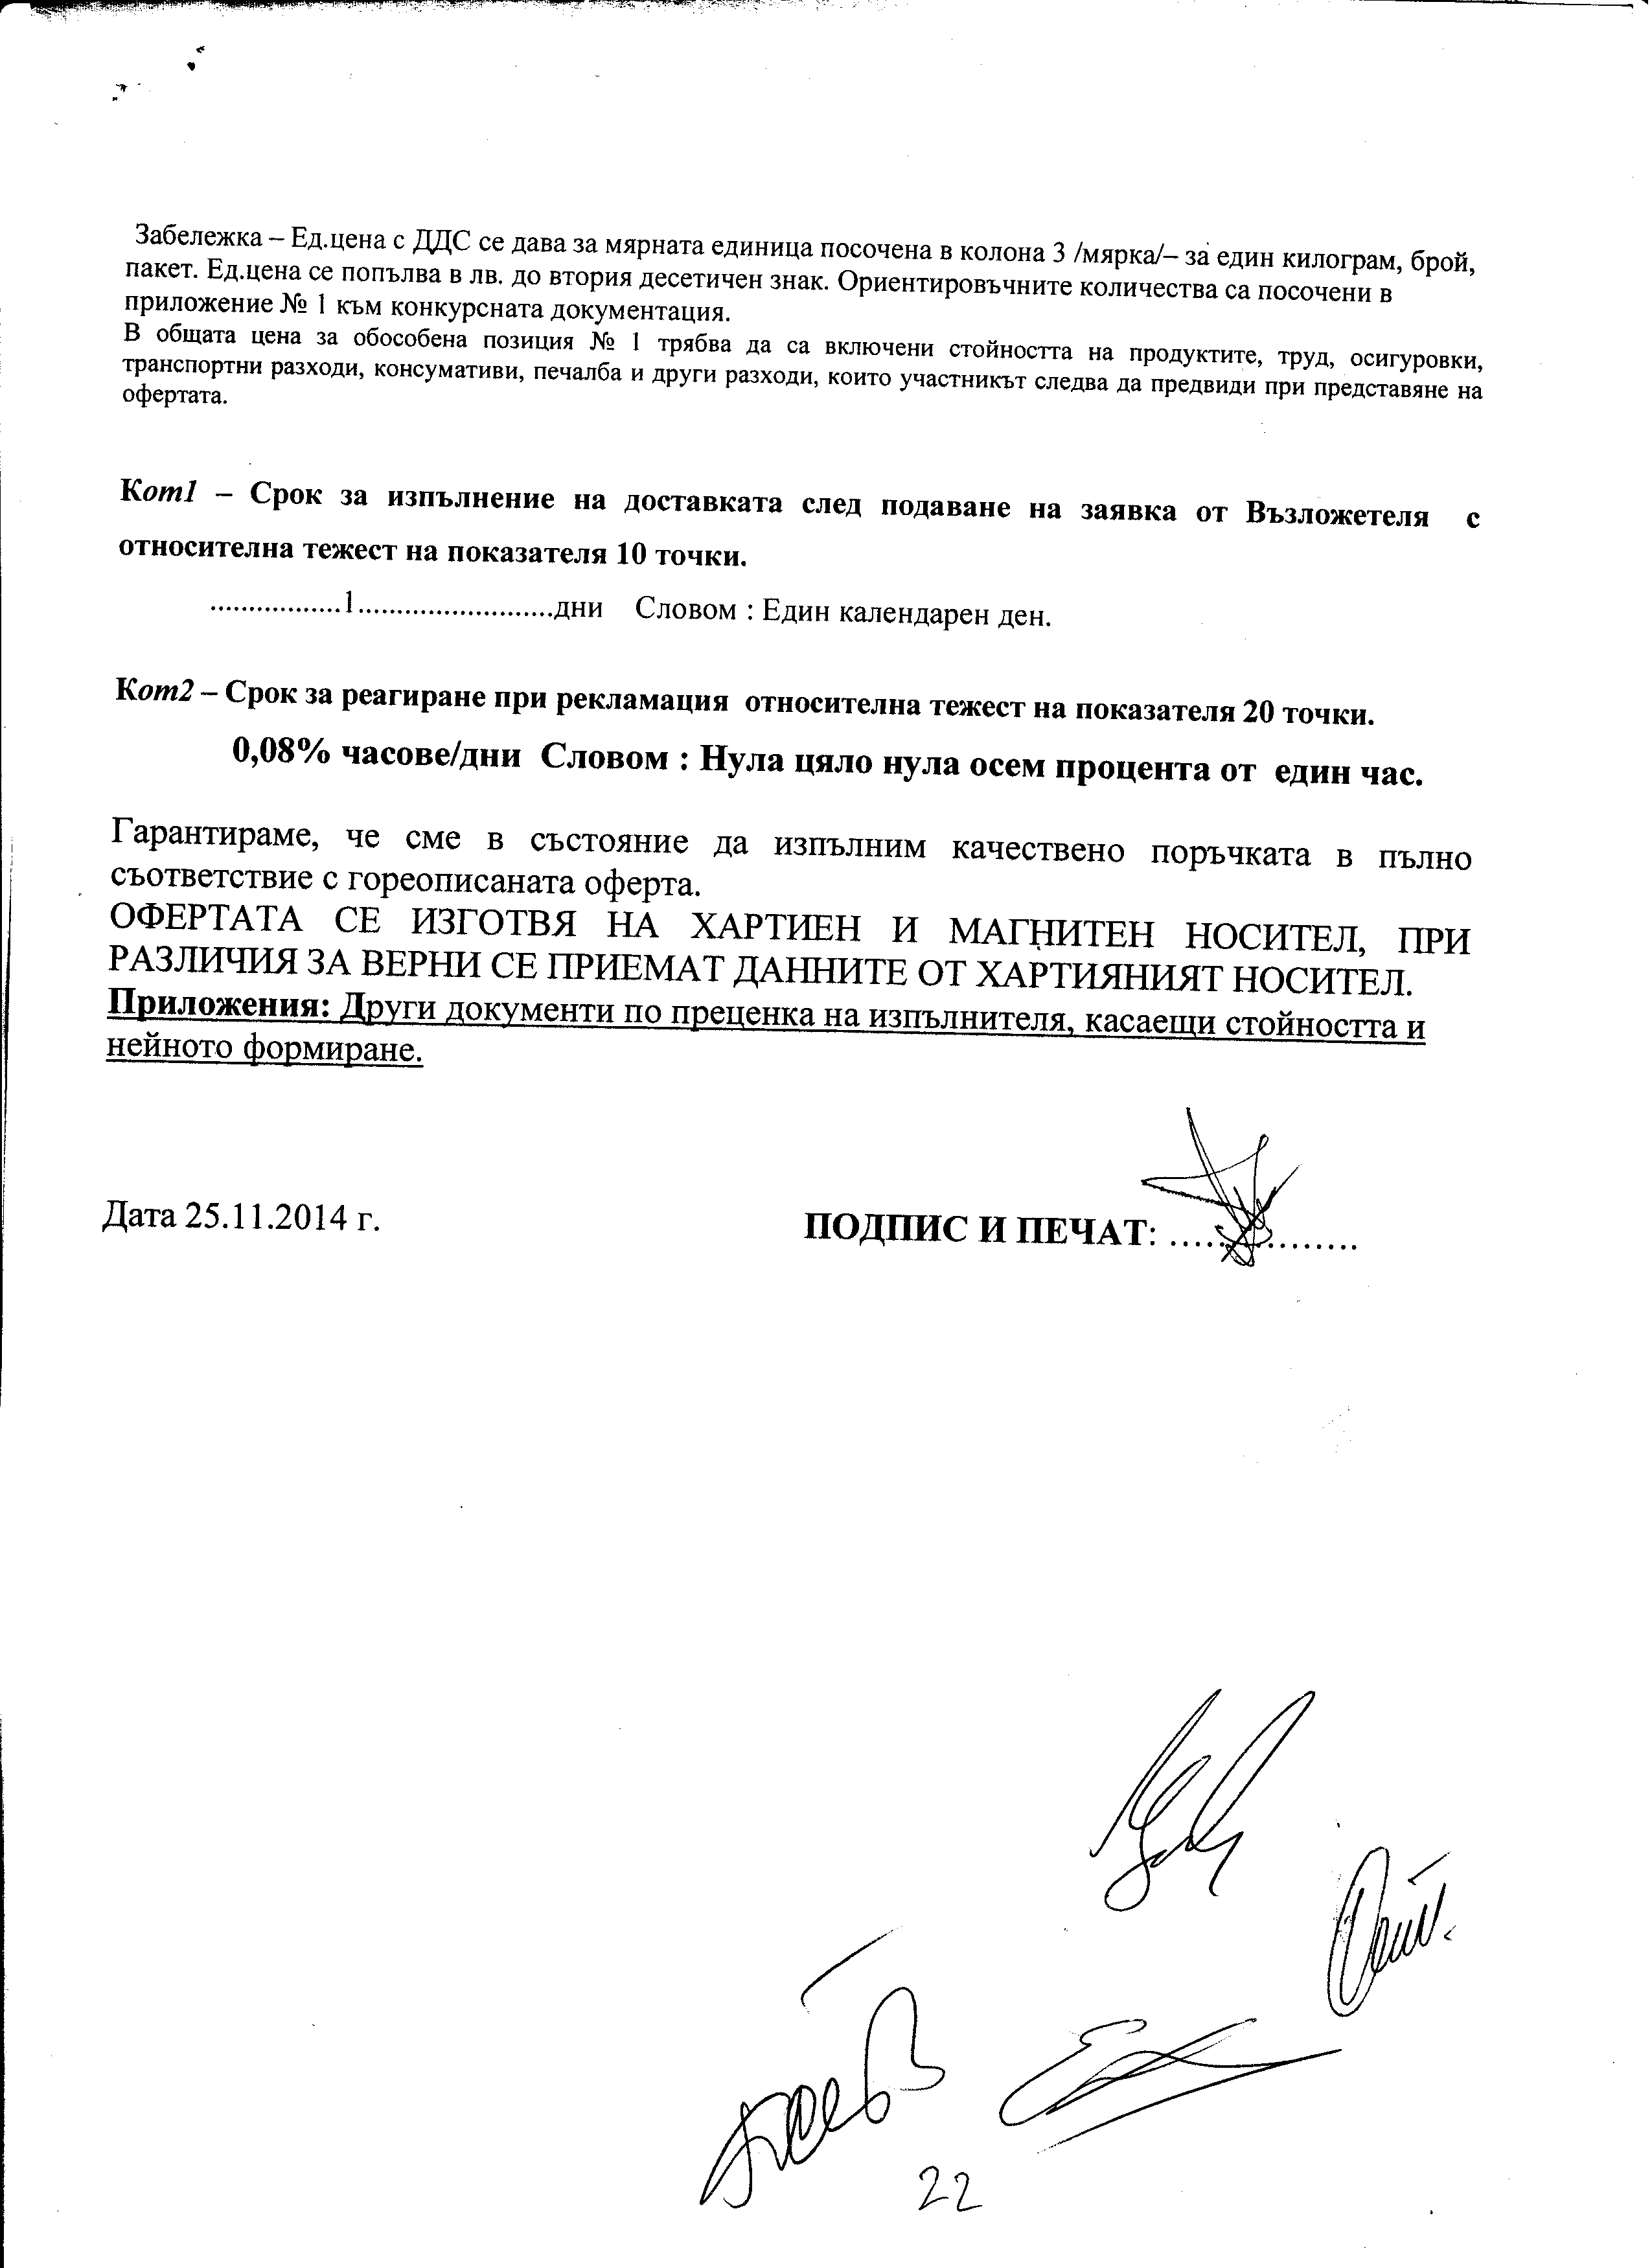 Забележка – Ед.цена с ДДС се дава за мярната единица посочена в колона 3 /мярка/– за един килограм, брой,
пакет. Ед.цена се попълва в лв. до втория десетичен знак. Ориентировъчните количества са посочени в
приложение № 1 към конкурсната документация.
В общата цена за обособена позиция № 1 трябва да са включени стойността на продуктите, труд, осигуровки,
транспортни разходи, консумативи, печалба и други разходи, които участникът следва да предвиди при представяне на
офертата.
Кот1 – Срок за изпълнение на доставката след подаване на заявка от Възложетеля с
относителна тежест на показателя 10 точки.
.................1.........................дни Словом : Един календарен ден.
Кот2 – Срок за реагиране при рекламация относителна тежест на показателя 20 точки.
0,08% часове/дни Словом : Нула цяло нула осем процента от един час.
Гарантираме, че сме в състояние да изпълним качествено поръчката в пълно
съответствие с гореописаната оферта.
ОФЕРТАТА СЕ ИЗГОТВЯ НА ХАРТИЕН И МАГНИТЕН НОСИТЕЛ, ПРИ
РАЗЛИЧИЯ ЗА ВЕРНИ СЕ ПРИЕМАТ ДАННИТЕ ОТ ХАРТИЯНИЯТ НОСИТЕЛ.
Приложения: Други документи по преценка на изпълнителя, касаещи стойността и
нейното формиране.
Дата 25.11.2014 г. ПОДПИС И ПЕЧАТ: ................
22